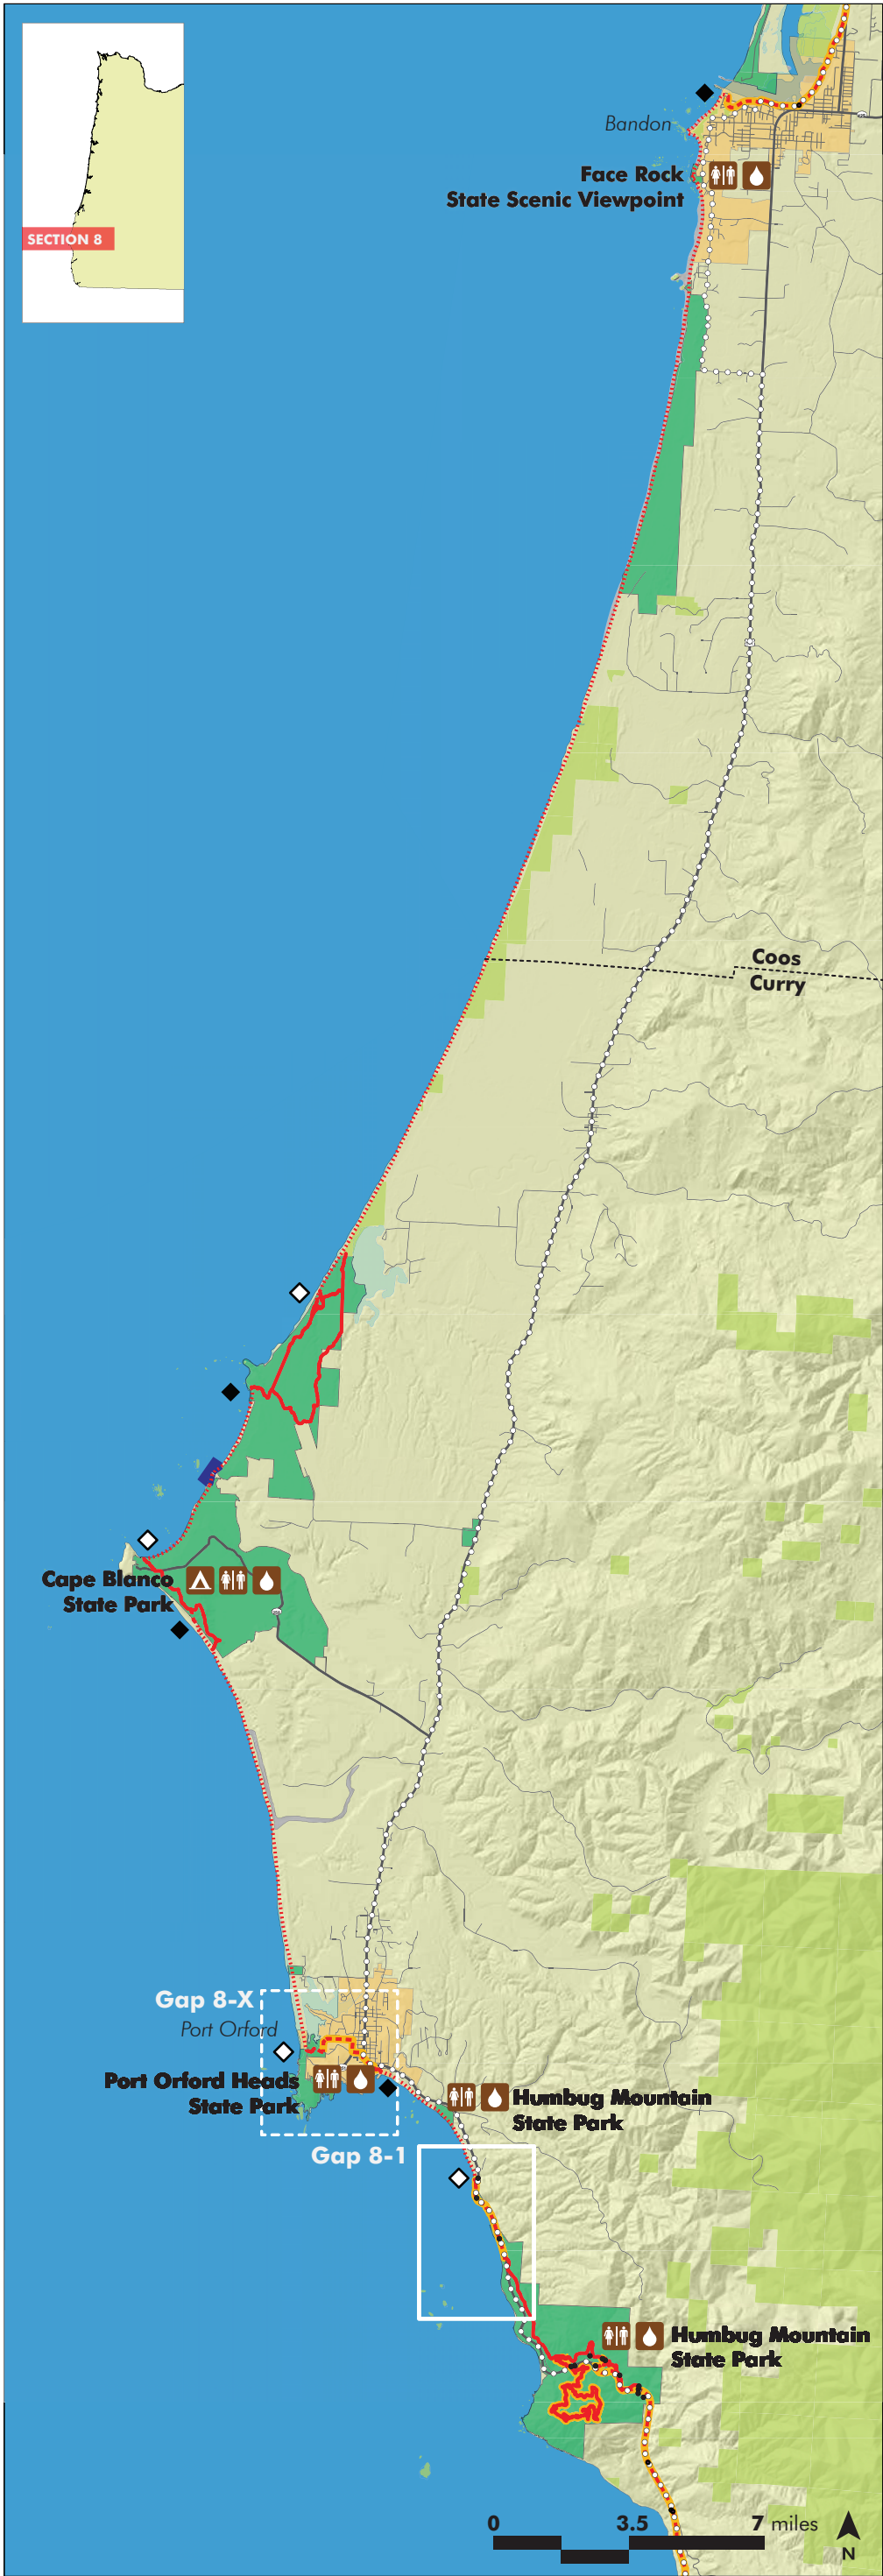 SECTION 8
Bandon
Face Rock
State Scenic Viewpoint
Coos
Curry
Cape Blanco
State Park
Gap 8-X
Port Orford
Port Orford Heads
State Park
Humbug Mountain
State Park
Gap 8-1
Humbug Mountain
State Park
0 3.5 7 miles
N